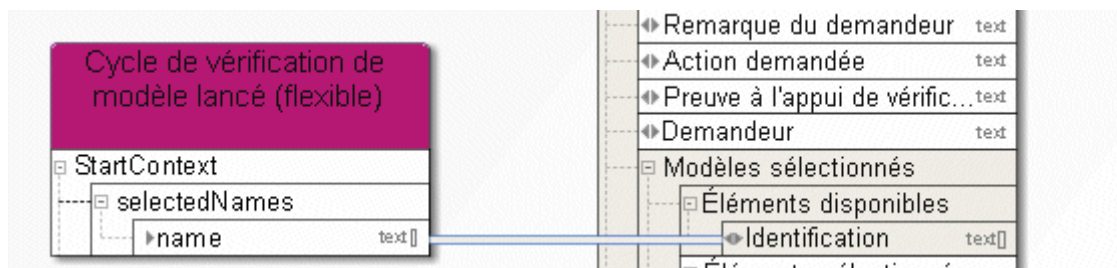 Cycle de vérification de
modèle lancé (flexible)
StartContext
selectedNames
name text[]
Remarque du demandeur text
Action demandée text
Preuve à l'appui de vérific...text
Demandeur text
Modèles sélectionnés
Éléments disponibles
Identification text[]